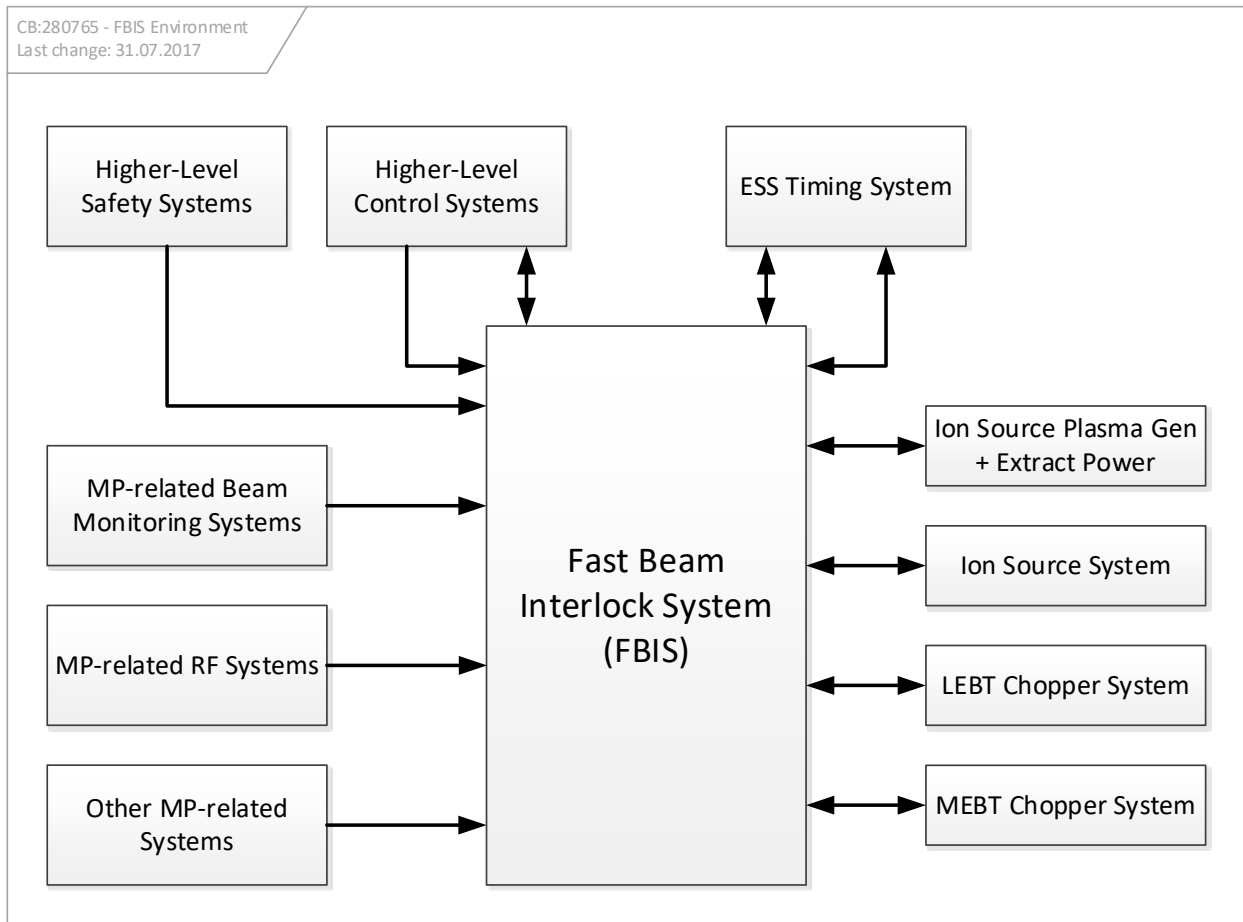 CB:280765 - FBIS Environment
Last change: 31.07.2017
Higher-Level
Safety Systems
Higher-Level
Control Systems
ESS Timing System
MP-related Beam
Monitoring Systems
MP-related RF Systems
Other MP-related
Systems
Fast Beam
Interlock System
(FBIS)
Ion Source Plasma Gen
+ Extract Power
Ion Source System
LEBT Chopper System
MEBT Chopper System